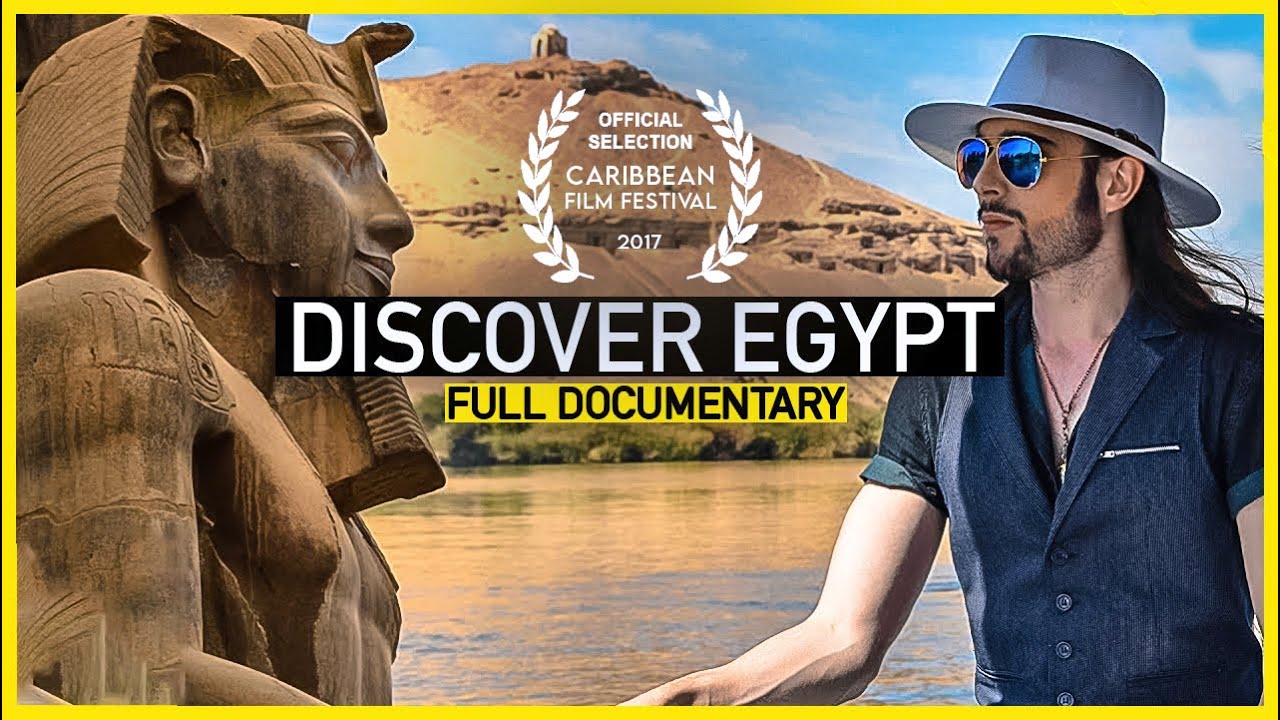 OFFICIAL
SELECTION
CARIBBEAN
FILM FESTIVAL
2017
DISCOVER EGYPT
FULL DOCUMENTARY